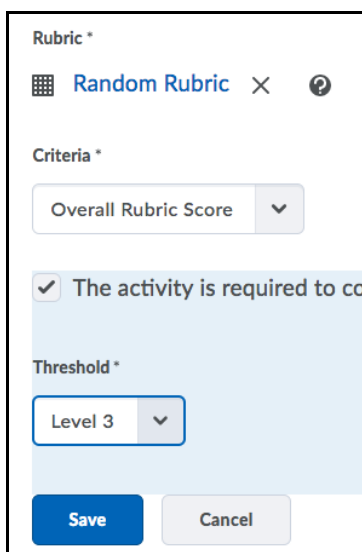 Rubric *
Random Rubric
Criteria *
Overall Rubric Score
The activity is required to co
Threshold *
Level 3
Save Cancel